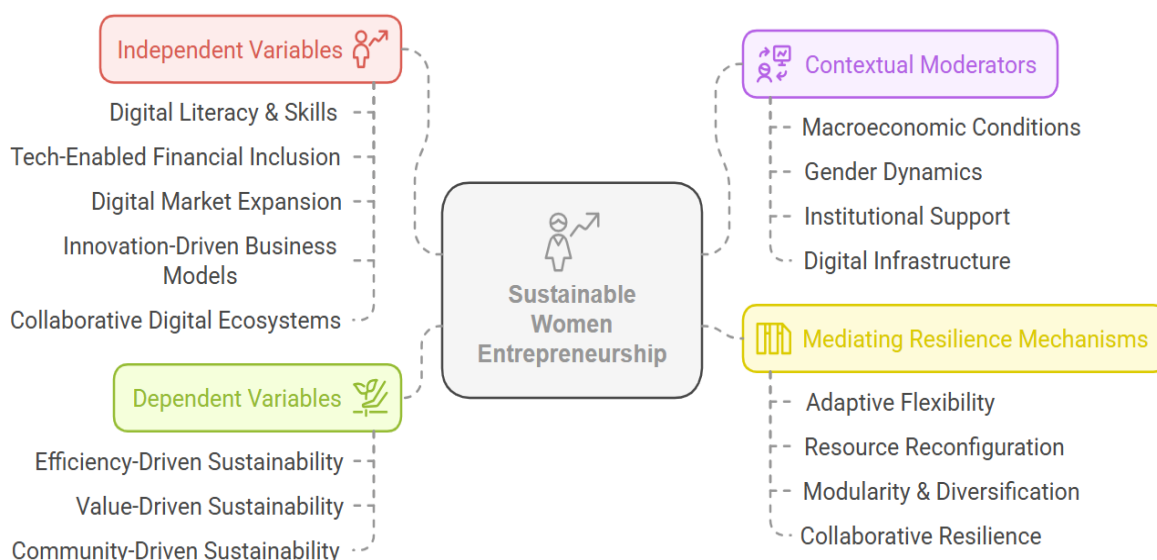 Independent Variables
Digital Literacy & Skills
Tech-Enabled Financial Inclusion
Digital Market Expansion
Innovation-Driven Business
Models
Collaborative Digital Ecosystems
Dependent Variables
Efficiency-Driven Sustainability
Value-Driven Sustainability
Community-Driven Sustainability
Sustainable
Women
Entrepreneurship
Contextual Moderators
Macroeconomic Conditions
Gender Dynamics
Institutional Support
Digital Infrastructure
Mediating Resilience Mechanisms
Adaptive Flexibility
Resource Reconfiguration
Modularity & Diversification
Collaborative Resilience